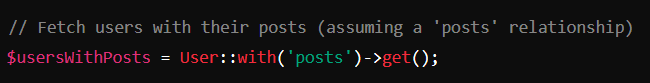 // Fetch users with their posts (assuming a 'posts' relationship)
$usersWithPosts = User::with('posts')->get();